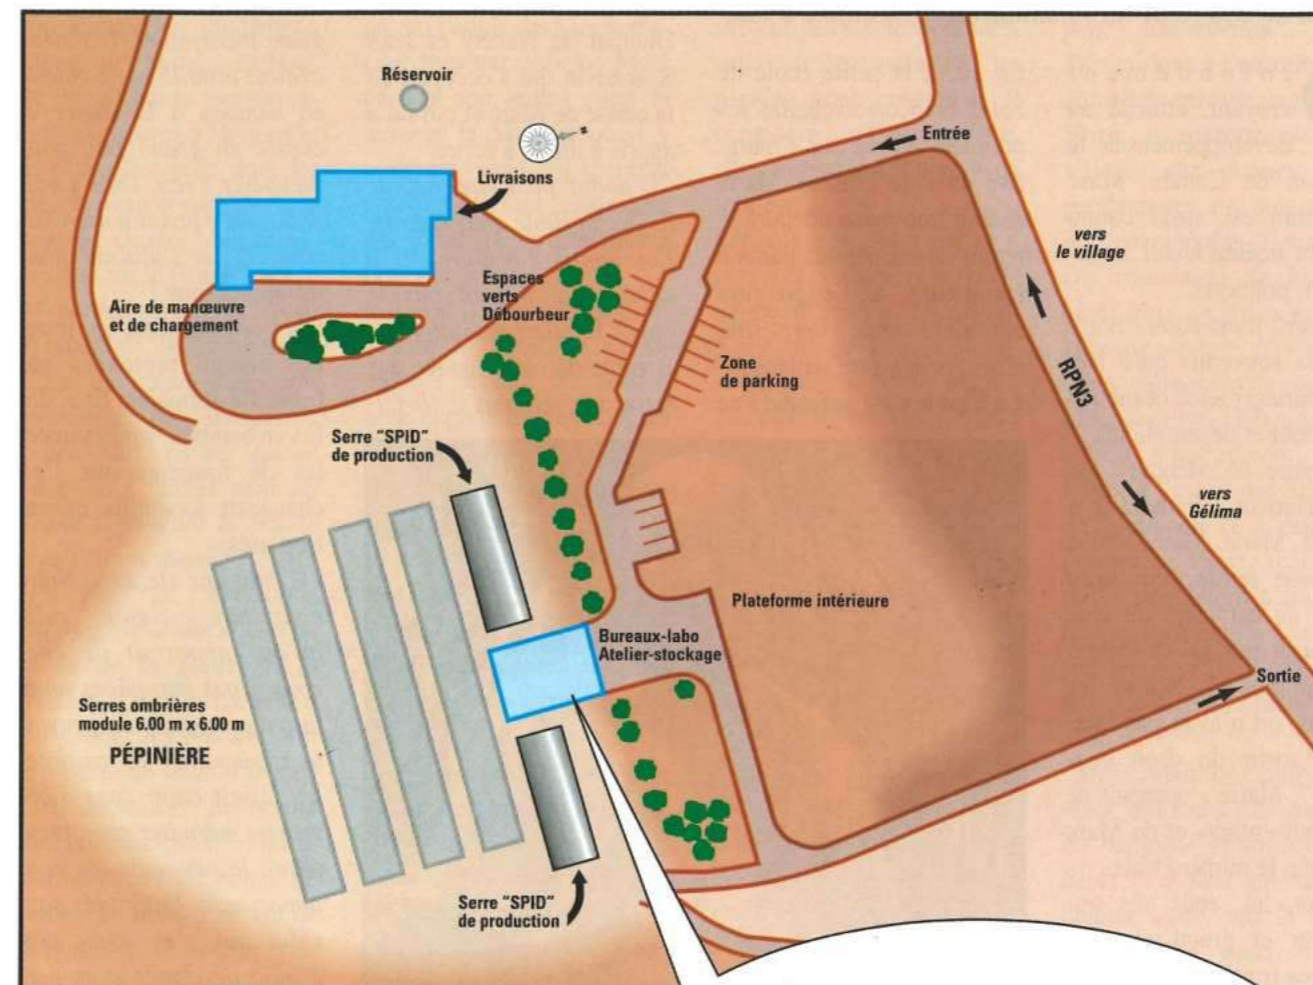 Réservoir
Entrée
Livraisons
vers
le village
Espaces
verts
Débourbeur
Aire de manœuvre
et de chargement
Zone
de parking
RPN3
Serre "SPID"
de production
vers
Gélima
Plateforme intérieure
Bureaux-labo
Atelier-stockage
Sortie
Serres ombrières
module 6.00 m x 6.00 m
PÉPINIÈRE
Serre "SPID"
de production